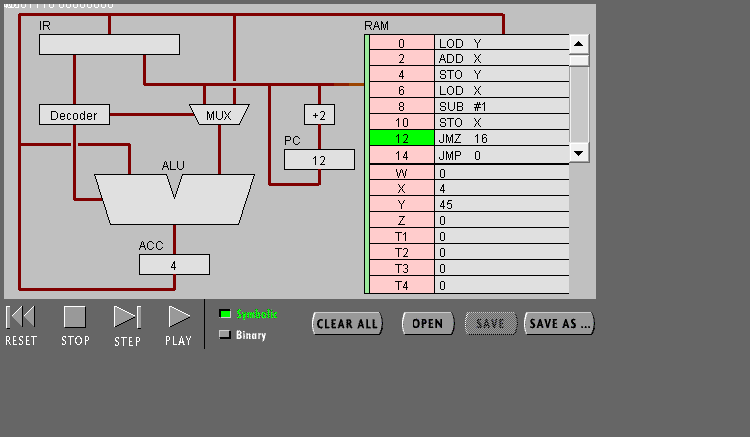 IR
RAM
0 LOD Y
2 ADD X
4 STO Y
6 LOD X
8 SUB #1
10 STO X
12 JMZ 16
14 JMP 0
W 0
X 4
Y 45
Z 0
T1 0
T2 0
T3 0
T4 0
Decoder
MUX
+2
PC
12
ALU
ACC
4
RESET
STOP
STEP
PLAY
Symbolic
Binary
CLEAR ALL
OPEN
SAVE
SAVE AS ...